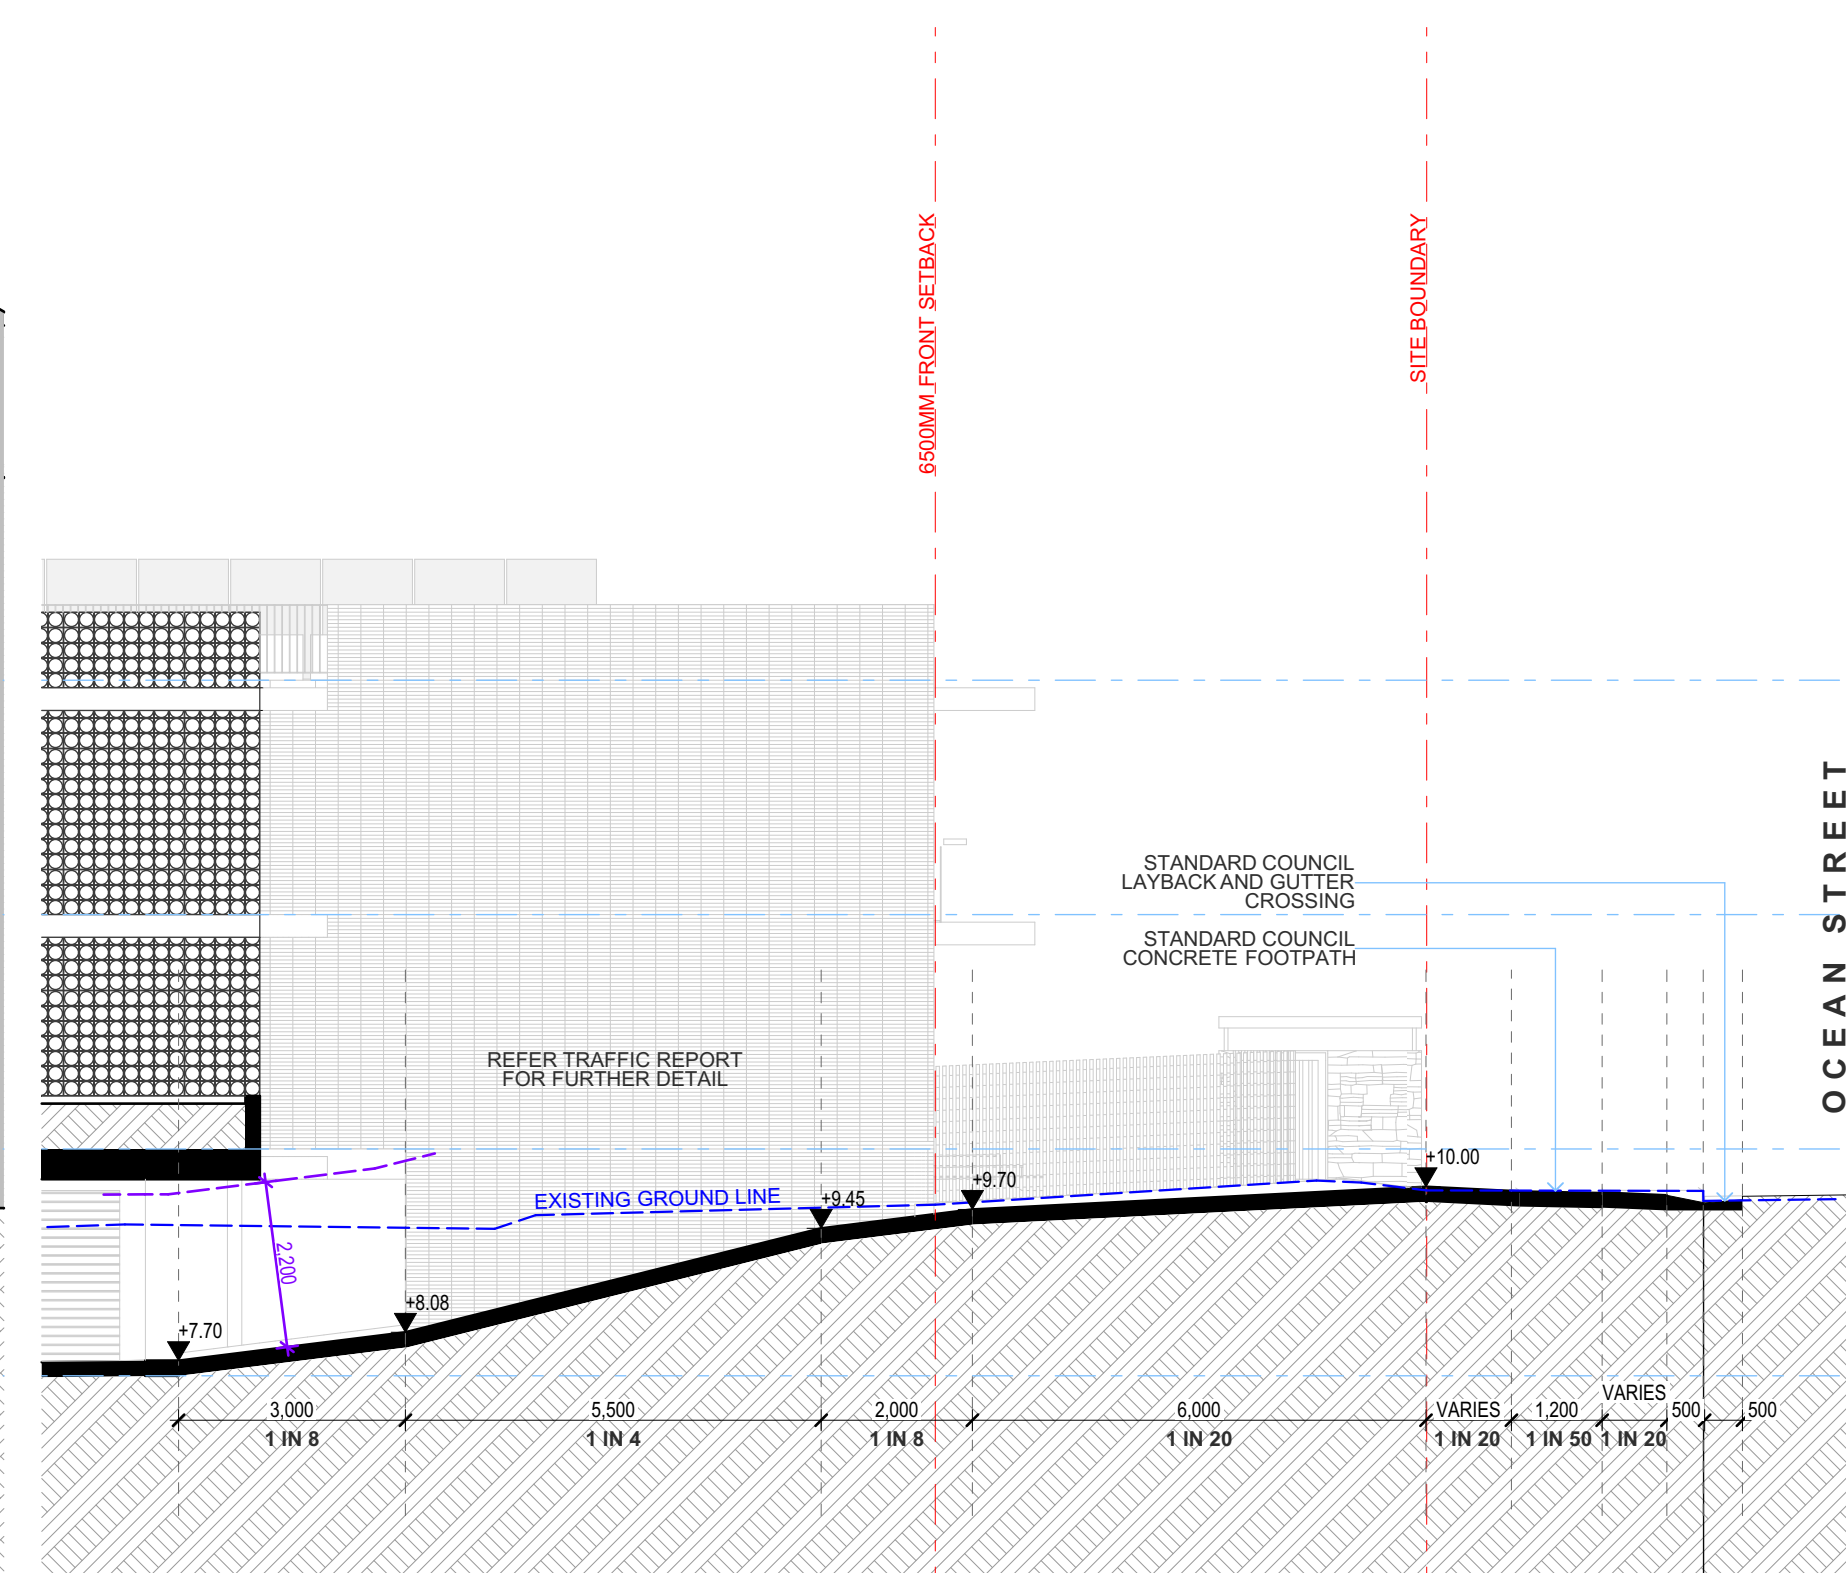 6500MM FRONT SETBACK
SITE BOUNDARY
OCEAN STREET
STANDARD COUNCIL
LAYBACK AND GUTTER
CROSSING
STANDARD COUNCIL
CONCRETE FOOTPATH
REFER TRAFFIC REPORT
FOR FURTHER DETAIL
EXISTING GROUND LINE
+10.00
+9.70
+9.45
2,200
+8.08
+7.70
3,000
5,500
2,000
6,000
VARIES
1,200
VARIES
500
500
1 IN 8
1 IN 4
1 IN 8
1 IN 20
1 IN 20
1 IN 50
1 IN 20